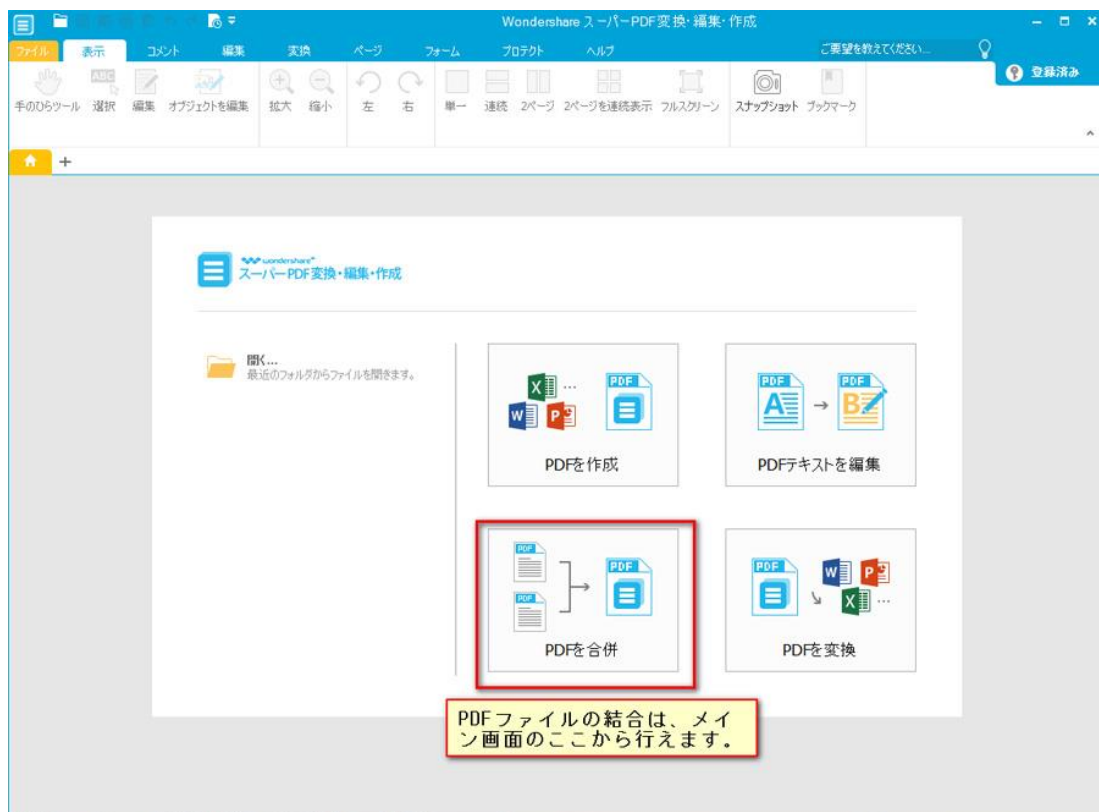 Wondershare スーパーPDF変換・編集・作成
ファイル 表示 コメント 編集 変換 ページ フォーム プロテクト ヘルプ ご要望を教えてください...
登録済み
ABC
手のひらツール 選択 編集 オブジェクトを編集 拡大 縮小 左 右 単一 連続 2ページ 2ページを連続表示 フルスクリーン スナップショット ブックマーク
wondershare
スーパーPDF変換・編集・作成
開く...
最近のフォルダからファイルを開きます。
X PDF
W P
PDFを作成
PDF PDF
A B
PDFテキストを編集
PDF
PDF
PDF
PDFを合併
PDF W P
X
PDFを変換
PDFファイルの結合は、メイ
ン画面のここから行えます。